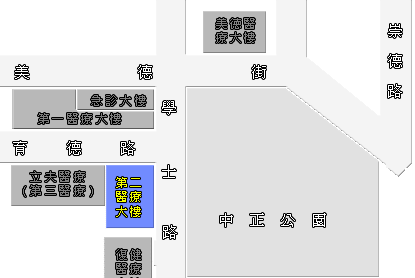 美德醫
療大樓
崇德路
美德街
急診大樓
第一醫療大樓
學士路
育德路
立夫醫療
(第三醫療)
第二
醫療
大樓
中正公園
復健
醫療